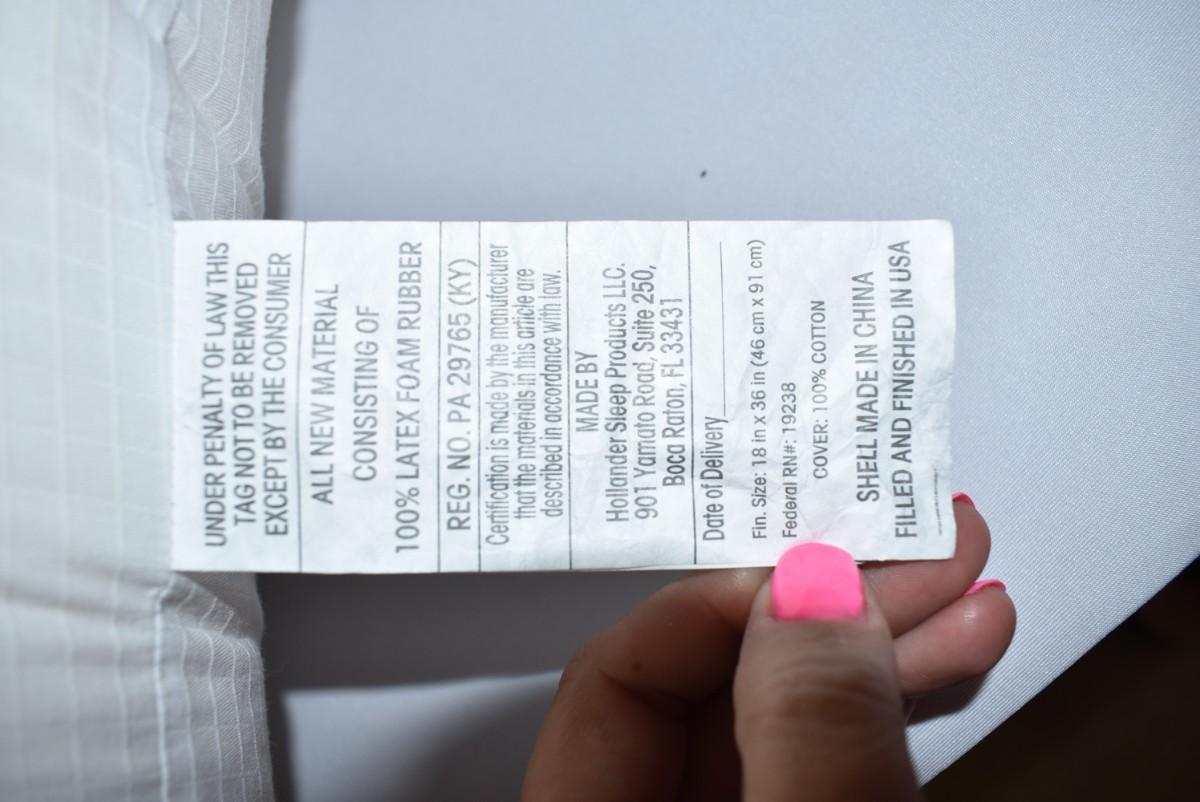 UNDER PENALTY OF LAW THIS
TAG NOT TO BE REMOVED
EXCEPT BY THE CONSUMER
ALL NEW MATERIAL
CONSISTING OF
100% LATEX FOAM RUBBER
REG. NO. PA 29765 (KY)
Certification is made by the manufacturer
that the materials in this article are
described in accordance with law.
MADE BY
Hollander Sleep Products LLC.
901 Yamato Road, Suite 250,
Boca Raton, FL 33431
Date of Delivery
Fin. Size: 18 in x 36 in (46 cm x 91 cm)
Federal RN#: 19238
COVER: 100% COTTON
SHELL MADE IN CHINA
FILLED AND FINISHED IN USA